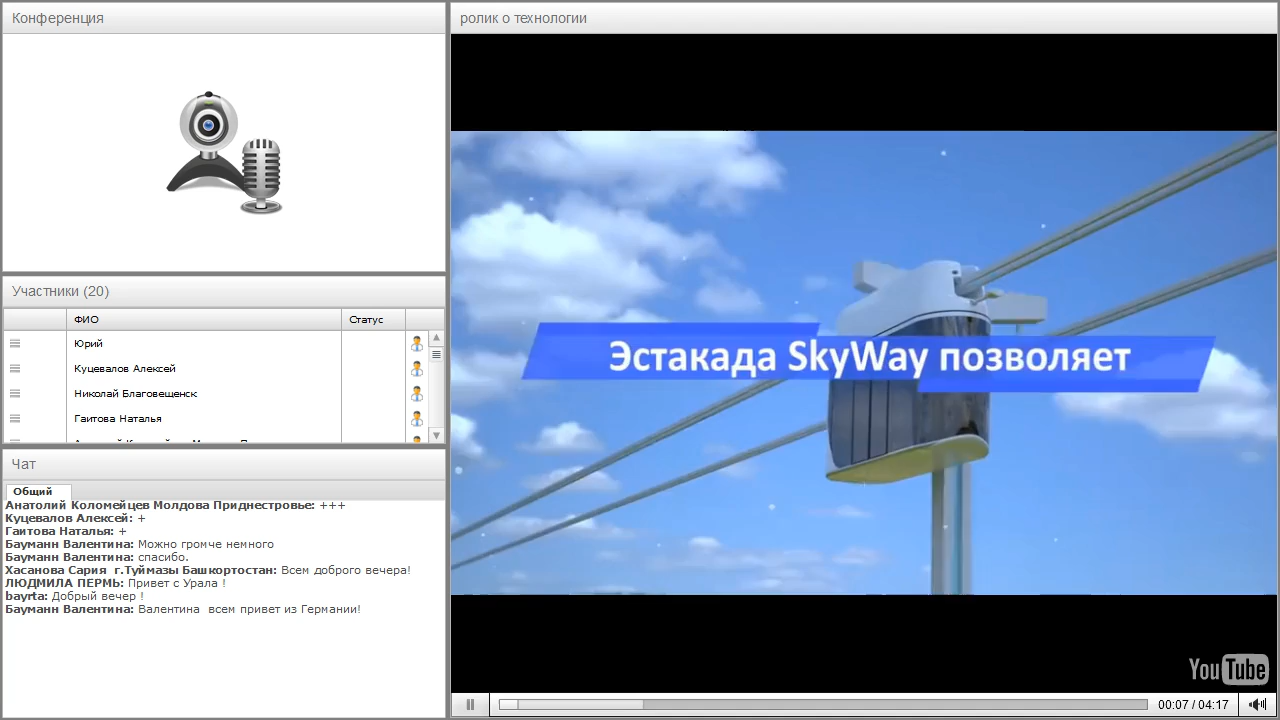 Конференция
ролик о технологии
Эстакада SkyWay позволяет
YouTube
00:07 / 04:17
Участники (20)
ФИО Статус
Юрий
Куцевалов Алексей
Николай Благовещенск
Гаитова Наталья
Чат
Общий
Анатолий Коломейцев Молдова Приднестровье: +++
Куцевалов Алексей: +
Гаитова Наталья: +
Бауманн Валентина: Можно громче немного
Бауманн Валентина: спасибо.
Хасанова Сария г.Туймазы Башкортостан: Всем доброго вечера!
ЛЮДМИЛА ПЕРМЬ: Привет с Урала !
bayrta: Добрый вечер !
Бауманн Валентина: Валентина всем привет из Германии!